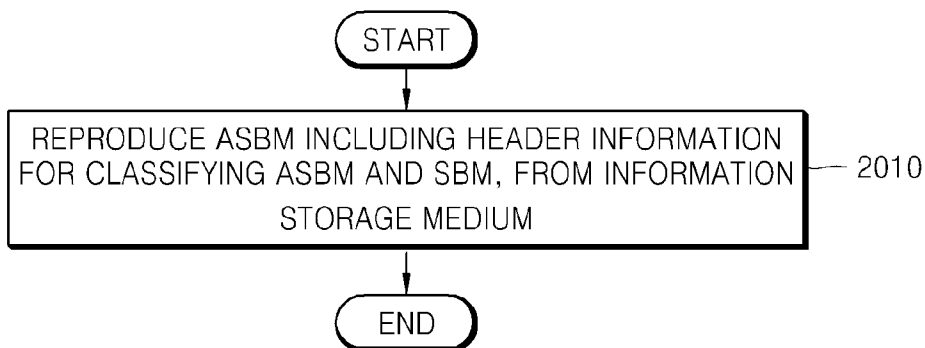 START
REPRODUCE ASBM INCLUDING HEADER INFORMATION
FOR CLASSIFYING ASBM AND SBM, FROM INFORMATION
STORAGE MEDIUM
2010
END